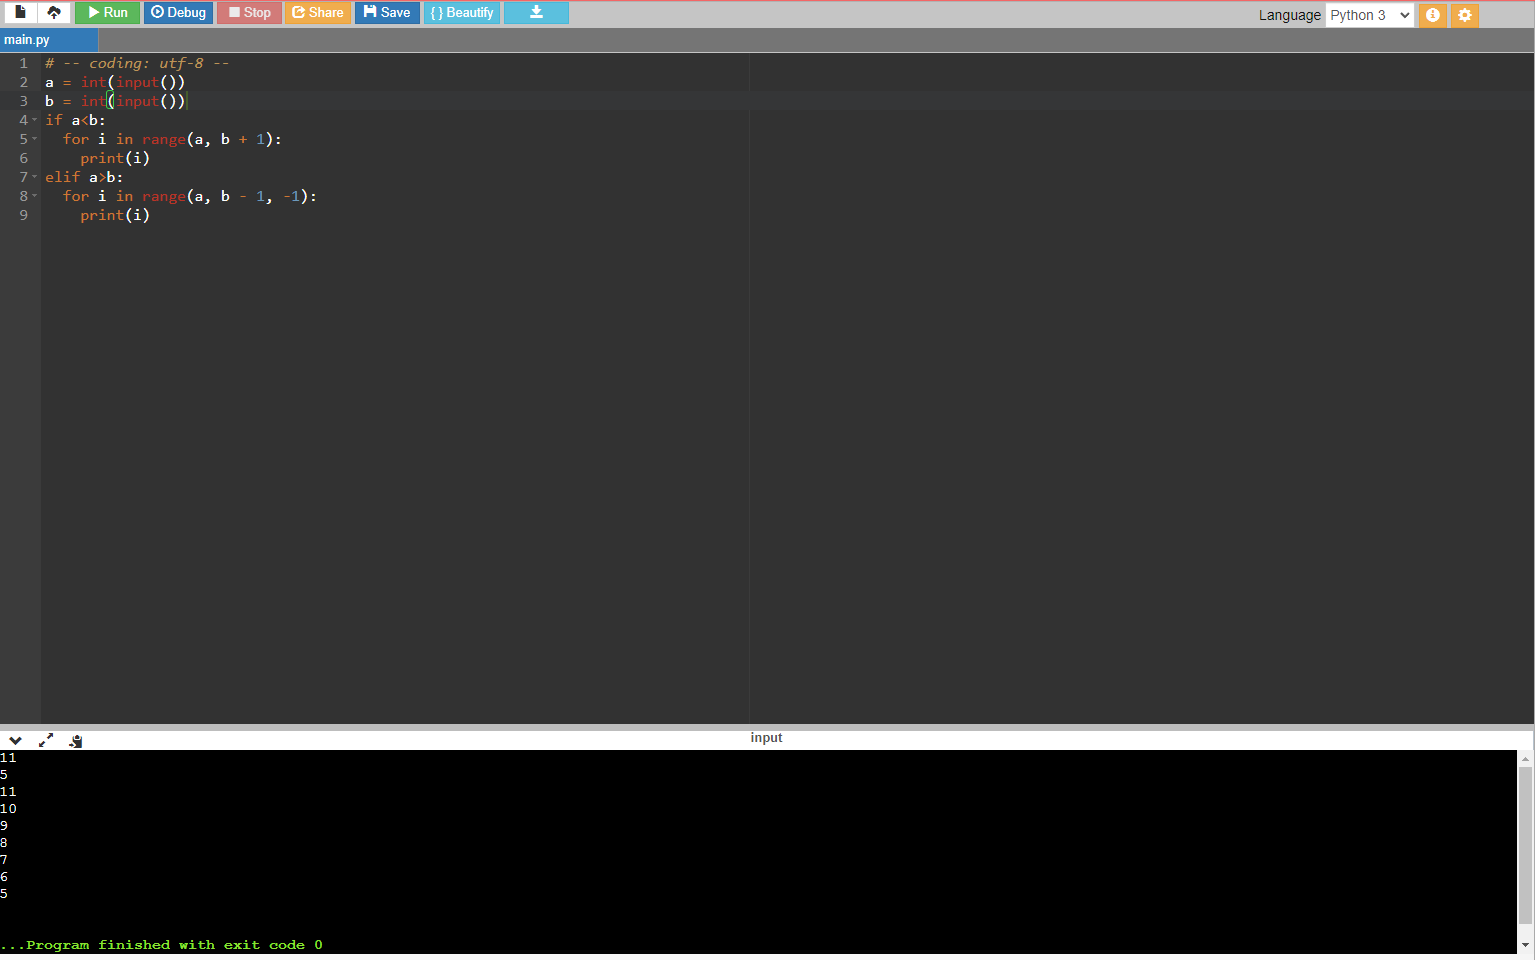 Run Debug Stop Share Save { } Beautify Language Python 3
main.py
1 # -- coding: utf-8 --
2 a = int(input())
3 b = int(input())
4 if a<b:
5   for i in range(a, b + 1):
6     print(i)
7 elif a>b:
8   for i in range(a, b - 1, -1):
9     print(i)
input
11
5
11
10
9
8
7
6
5
...Program finished with exit code 0